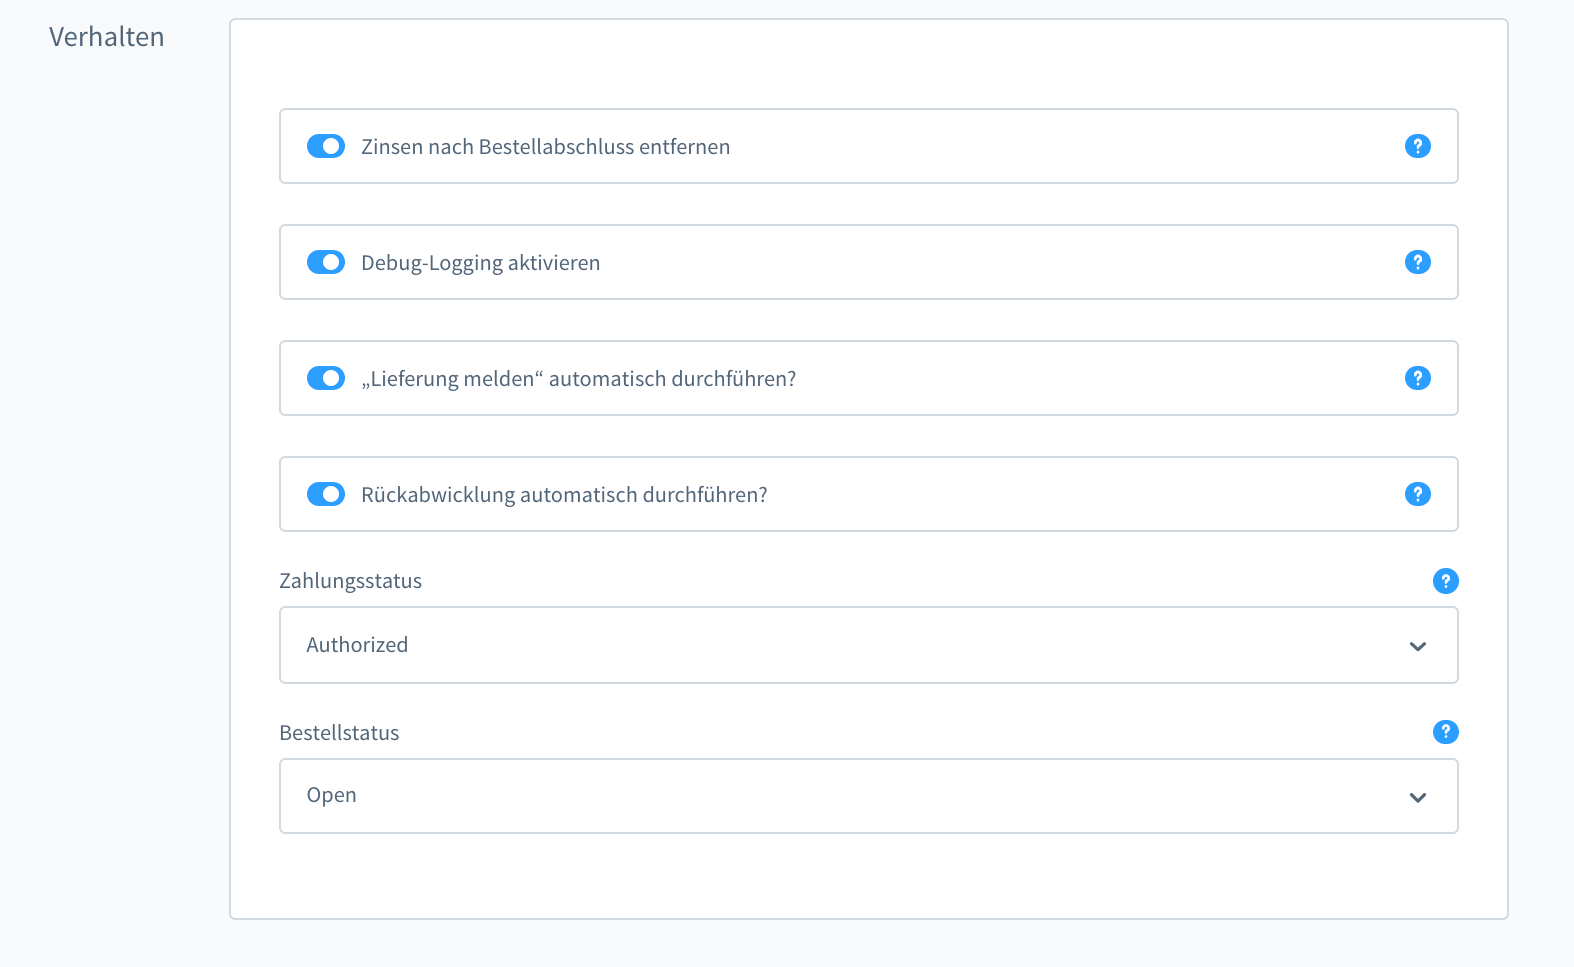 Verhalten
Zinsen nach Bestellabschluss entfernen
?
Debug-Logging aktivieren
?
„Lieferung melden“ automatisch durchführen?
?
Rückabwicklung automatisch durchführen?
?
Zahlungsstatus
?
Authorized
Bestellstatus
?
Open